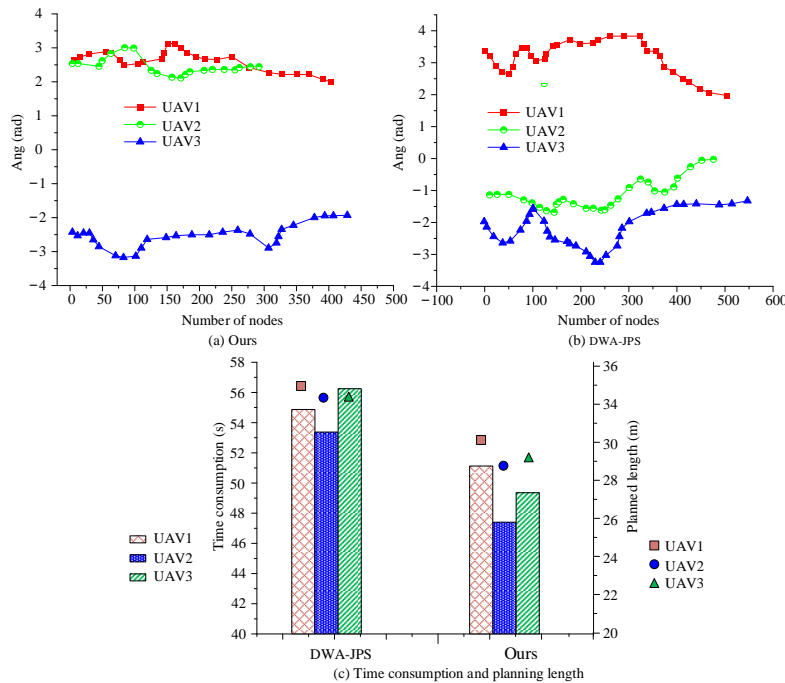 4
3
2
1
0
−1
−2
−3
−4
Ang (rad)
UAV1
UAV2
UAV3
0 50 100 150 200 250 300 350 400 450 500
Number of nodes
(a) Ours
4
3
2
1
0
−1
−2
−3
−4
Ang (rad)
UAV1
UAV2
UAV3
−100 0 100 200 300 400 500 600
Number of nodes
(b) DWA-JPS
58
56
54
52
50
48
46
44
42
40
Time consumption (s)
UAV1
UAV2
UAV3
36
34
32
30
28
26
24
22
20
Planned length (m)
UAV1
UAV2
UAV3
DWA-JPS Ours
(c) Time consumption and planning length